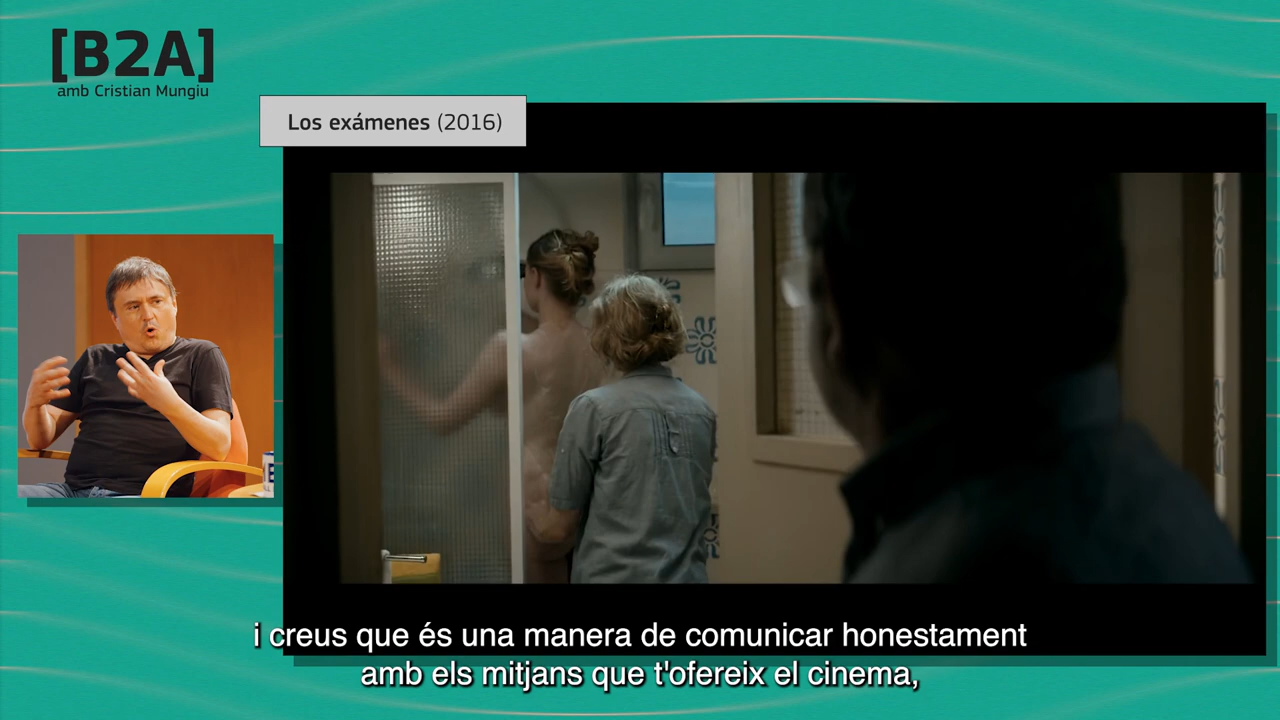 [B2A]
amb Cristian Mungiu
Los exámenes (2016)
i creus que és una manera de comunicar honestament
amb els mitjans que t'ofereix el cinema,